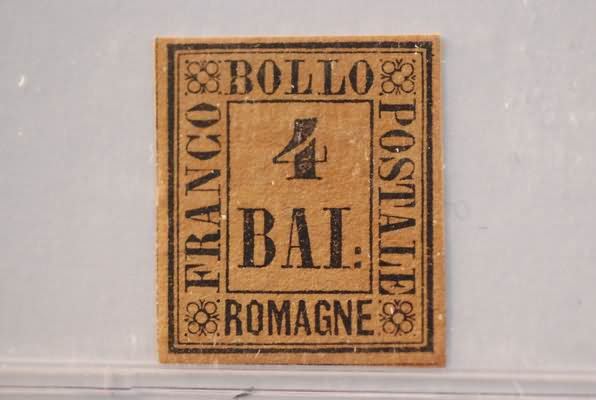 BOLLO
FRANCO
POSTALE
4
BAI:
ROMAGNE